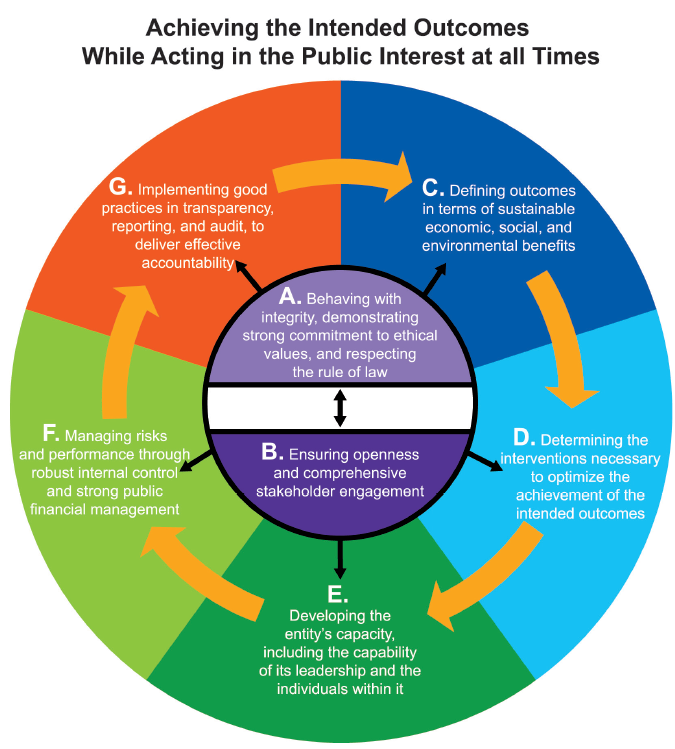 Achieving the Intended Outcomes
While Acting in the Public Interest at all Times
G. Implementing good
practices in transparency,
reporting, and audit, to
deliver effective
accountability
C. Defining outcomes
in terms of sustainable
economic, social, and
environmental benefits
A. Behaving with
integrity, demonstrating
strong commitment to ethical
values, and respecting
the rule of law
F. Managing risks
and performance through
robust internal control
and strong public
financial management
B. Ensuring openness
and comprehensive
stakeholder engagement
D. Determining the
interventions necessary
to optimize the
achievement of the
intended outcomes
E.
Developing the
entity's capacity,
including the capability
of its leadership and the
individuals within it